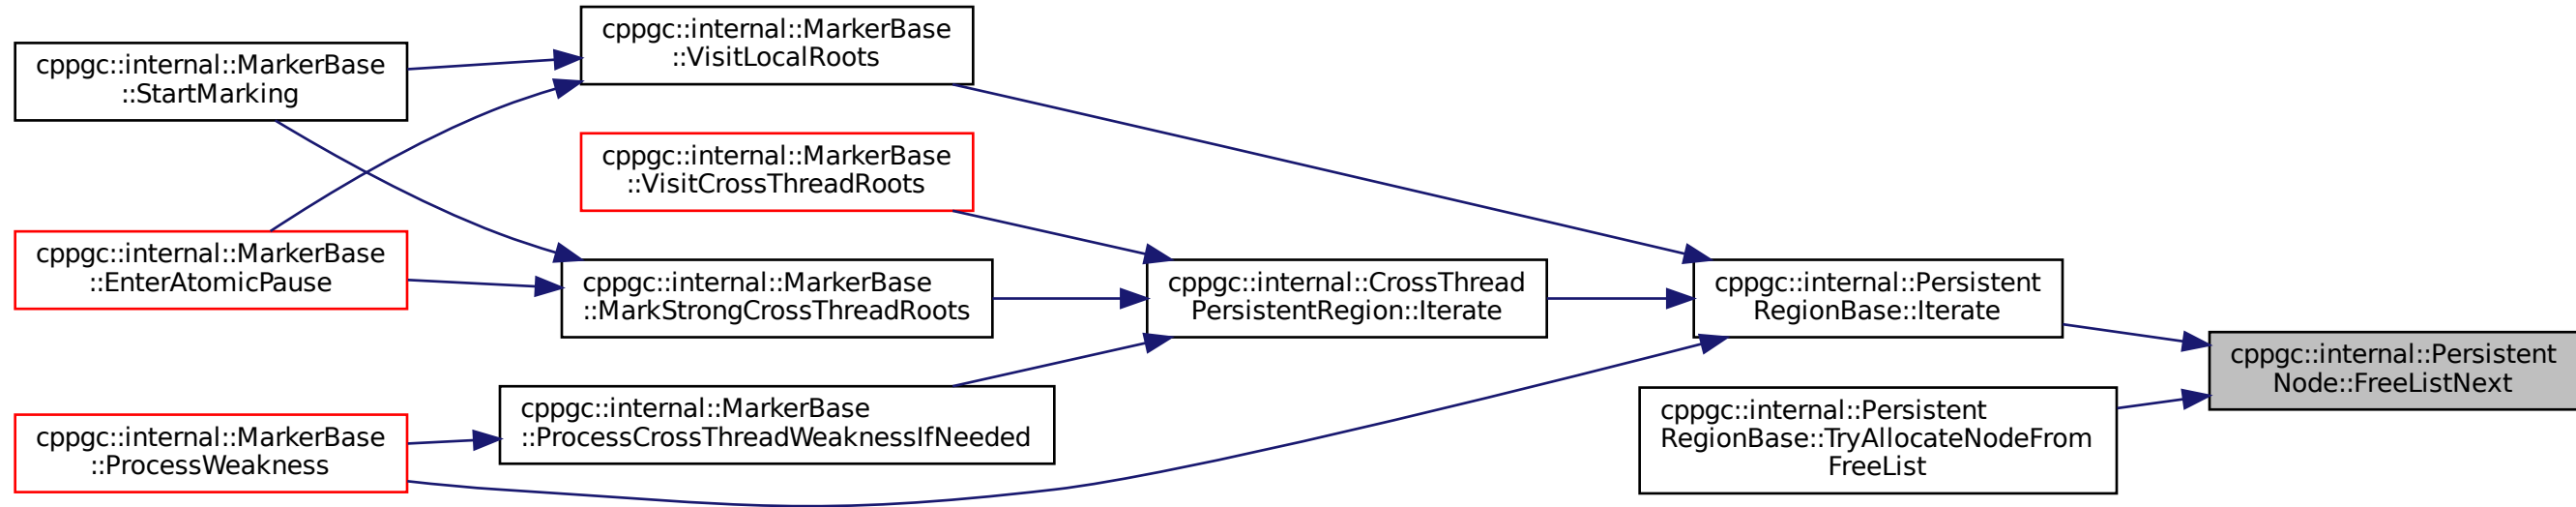 cppgc::internal::MarkerBase
::StartMarking
cppgc::internal::MarkerBase
::EnterAtomicPause
cppgc::internal::MarkerBase
::ProcessWeakness
cppgc::internal::MarkerBase
::VisitLocalRoots
cppgc::internal::MarkerBase
::VisitCrossThreadRoots
cppgc::internal::MarkerBase
::MarkStrongCrossThreadRoots
cppgc::internal::MarkerBase
::ProcessCrossThreadWeaknessIfNeeded
cppgc::internal::CrossThread
PersistentRegion::Iterate
cppgc::internal::Persistent
RegionBase::Iterate
cppgc::internal::Persistent
RegionBase::TryAllocateNodeFrom
FreeList
cppgc::internal::Persistent
Node::FreeListNext